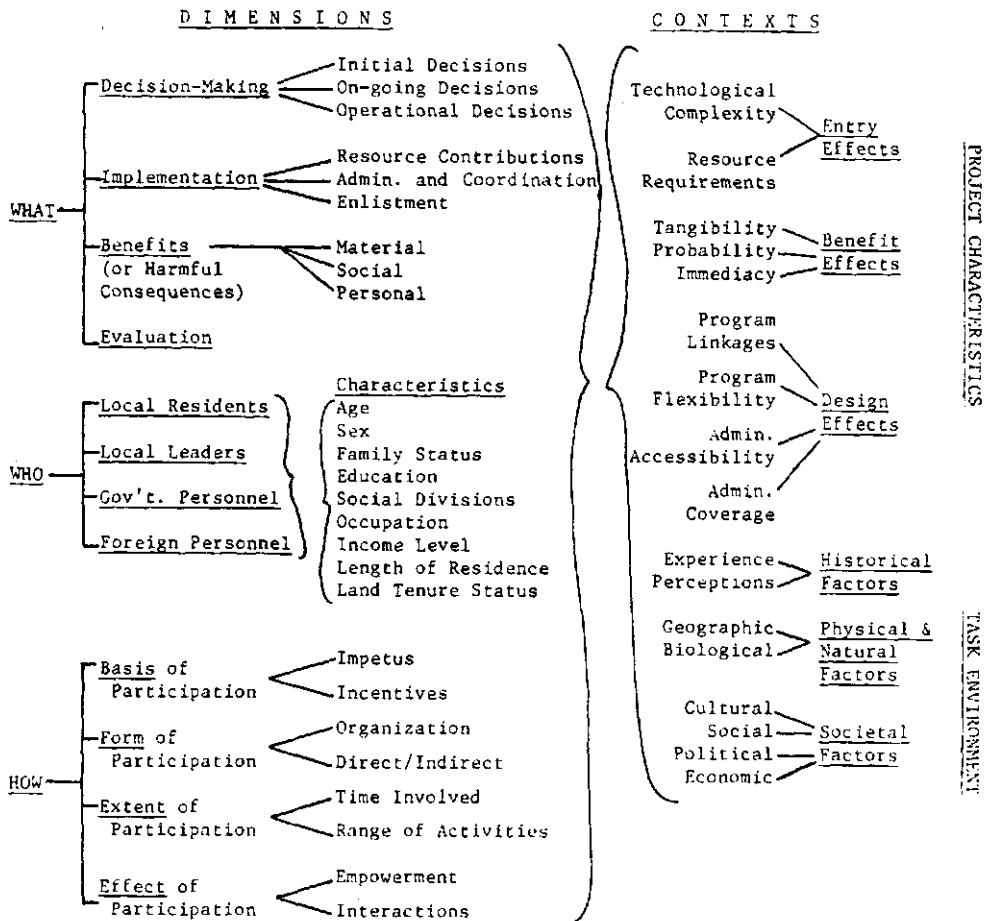 D I M E N S I O N S
WHAT
Decision-Making
Initial Decisions
On-going Decisions
Operational Decisions
Implementation
Resource Contributions
Admin. and Coordination
Enlistment
Benefits
(or Harmful
Consequences)
Material
Social
Personal
Evaluation
WHO
Local Residents
Local Leaders
Gov't. Personnel
Foreign Personnel
Characteristics
Age
Sex
Family Status
Education
Social Divisions
Occupation
Income Level
Length of Residence
Land Tenure Status
HOW
Basis of
Participation
Impetus
Incentives
Form of
Participation
Organization
Direct/Indirect
Extent of
Participation
Time Involved
Range of Activities
Effect of
Participation
Empowerment
Interactions
C O N T E X T S
PROJECT CHARACTERISTICS
Technological
Complexity
Resource
Requirements
Entry
Effects
Tangibility
Probability
Immediacy
Benefit
Effects
Program
Linkages
Program
Flexibility
Admin.
Accessibility
Admin.
Coverage
Design
Effects
TASK ENVIRONMENT
Experience
Perceptions
Historical
Factors
Geographic
Biological
Physical &
Natural
Factors
Cultural
Social
Political
Economic
Societal
Factors